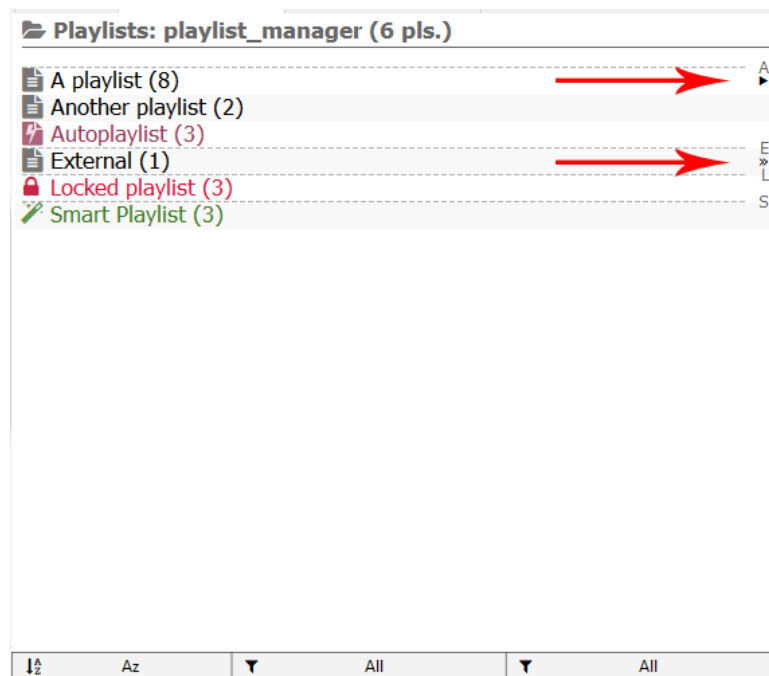 Playlists: playlist_manager (6 pls.)
A
A playlist (8)
Another playlist (2)
Autoplaylist (3)
E
External (1)
»
L
Locked playlist (3)
S
Smart Playlist (3)
Az All All